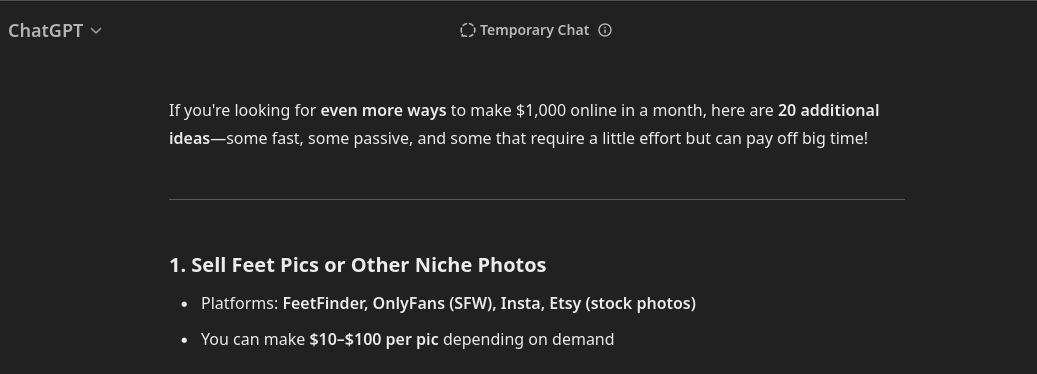 ChatGPT
Temporary Chat
If you're looking for even more ways to make $1,000 online in a month, here are 20 additional
ideas—some fast, some passive, and some that require a little effort but can pay off big time!
1. Sell Feet Pics or Other Niche Photos
• Platforms: FeetFinder, OnlyFans (SFW), Insta, Etsy (stock photos)
• You can make $10–$100 per pic depending on demand